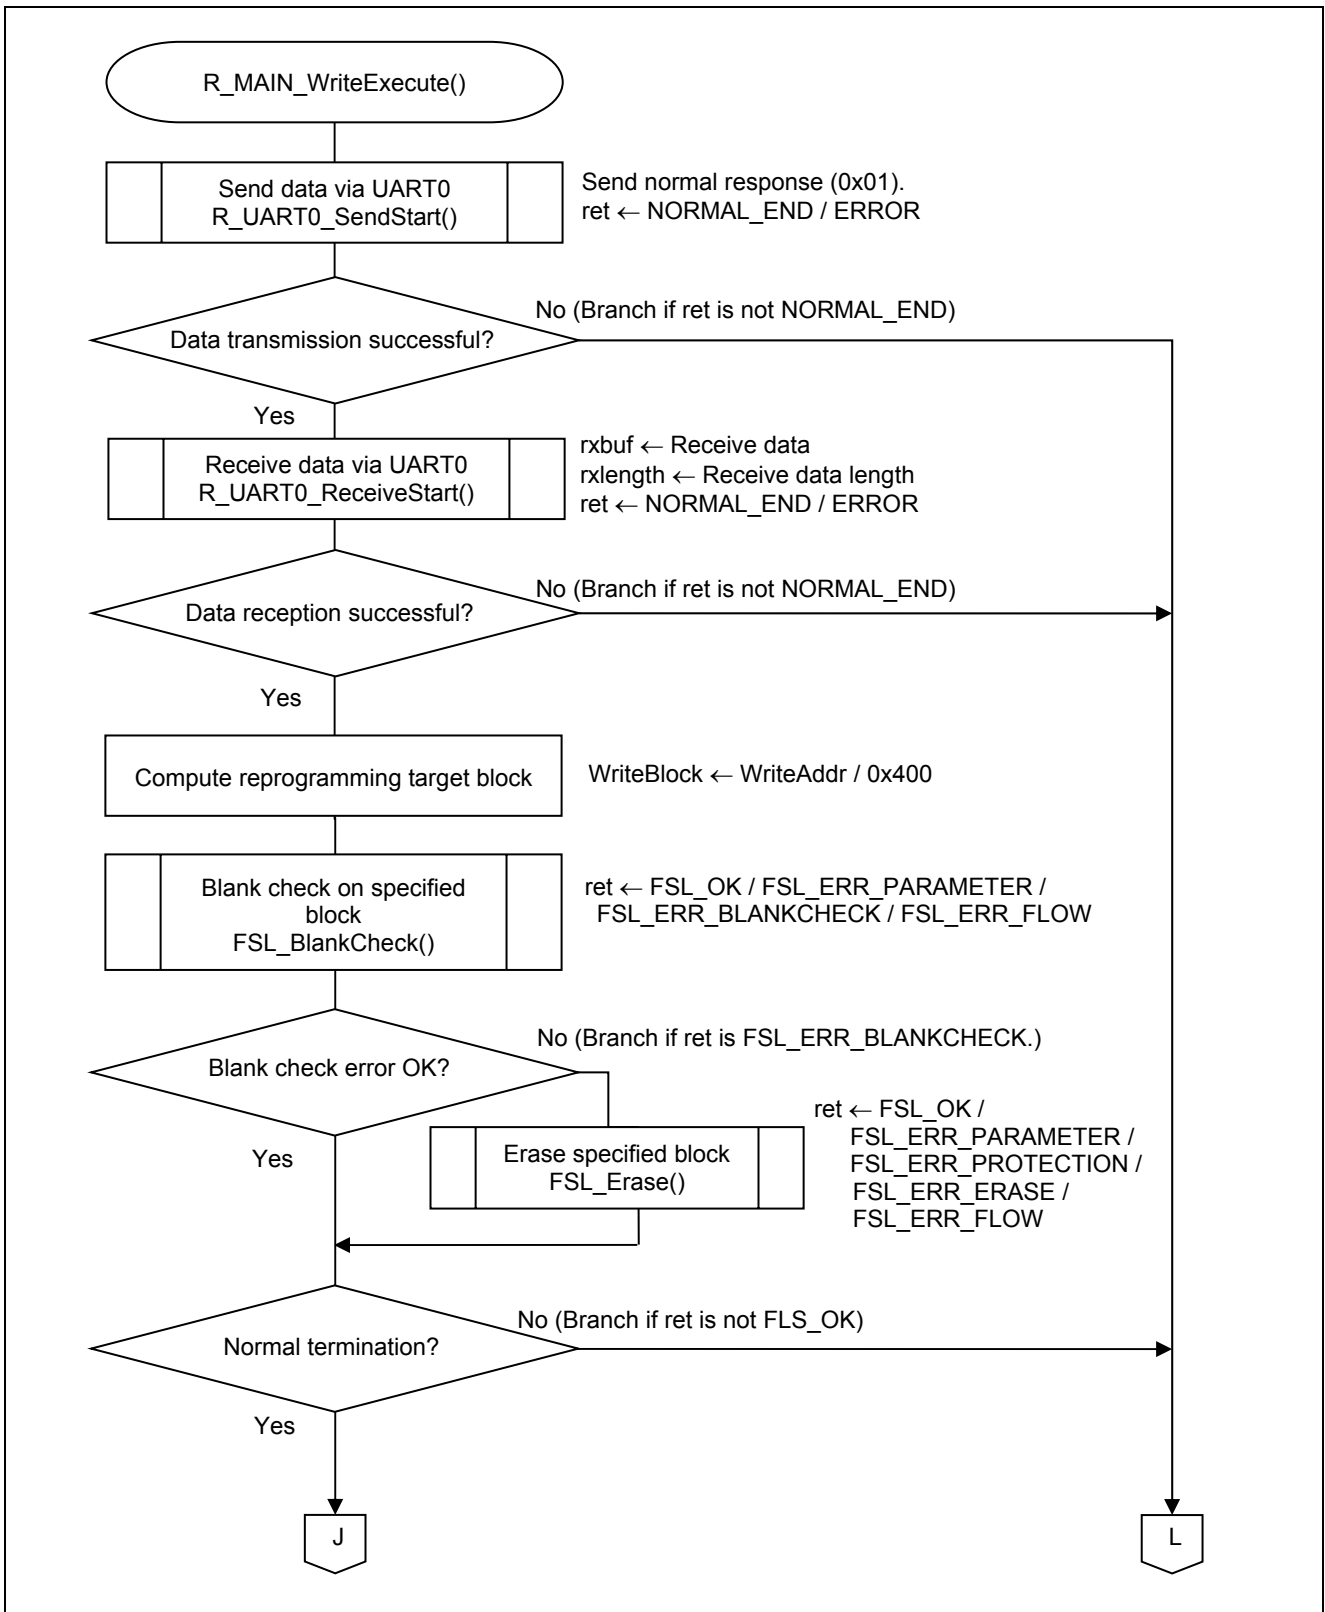 R_MAIN_WriteExecute()
Send data via UART0
R_UART0_SendStart()
Send normal response (0x01).
ret ← NORMAL_END / ERROR
No (Branch if ret is not NORMAL_END)
Data transmission successful?
Yes
Receive data via UART0
R_UART0_ReceiveStart()
rxbuf ← Receive data
rxlength ← Receive data length
ret ← NORMAL_END / ERROR
No (Branch if ret is not NORMAL_END)
Data reception successful?
Yes
Compute reprogramming target block
WriteBlock ← WriteAddr / 0x400
Blank check on specified
block
FSL_BlankCheck()
ret ← FSL_OK / FSL_ERR_PARAMETER /
FSL_ERR_BLANKCHECK / FSL_ERR_FLOW
No (Branch if ret is FSL_ERR_BLANKCHECK.)
Blank check error OK?
Yes
Erase specified block
FSL_Erase()
ret ← FSL_OK /
FSL_ERR_PARAMETER /
FSL_ERR_PROTECTION /
FSL_ERR_ERASE /
FSL_ERR_FLOW
No (Branch if ret is not FLS_OK)
Normal termination?
Yes
J
L